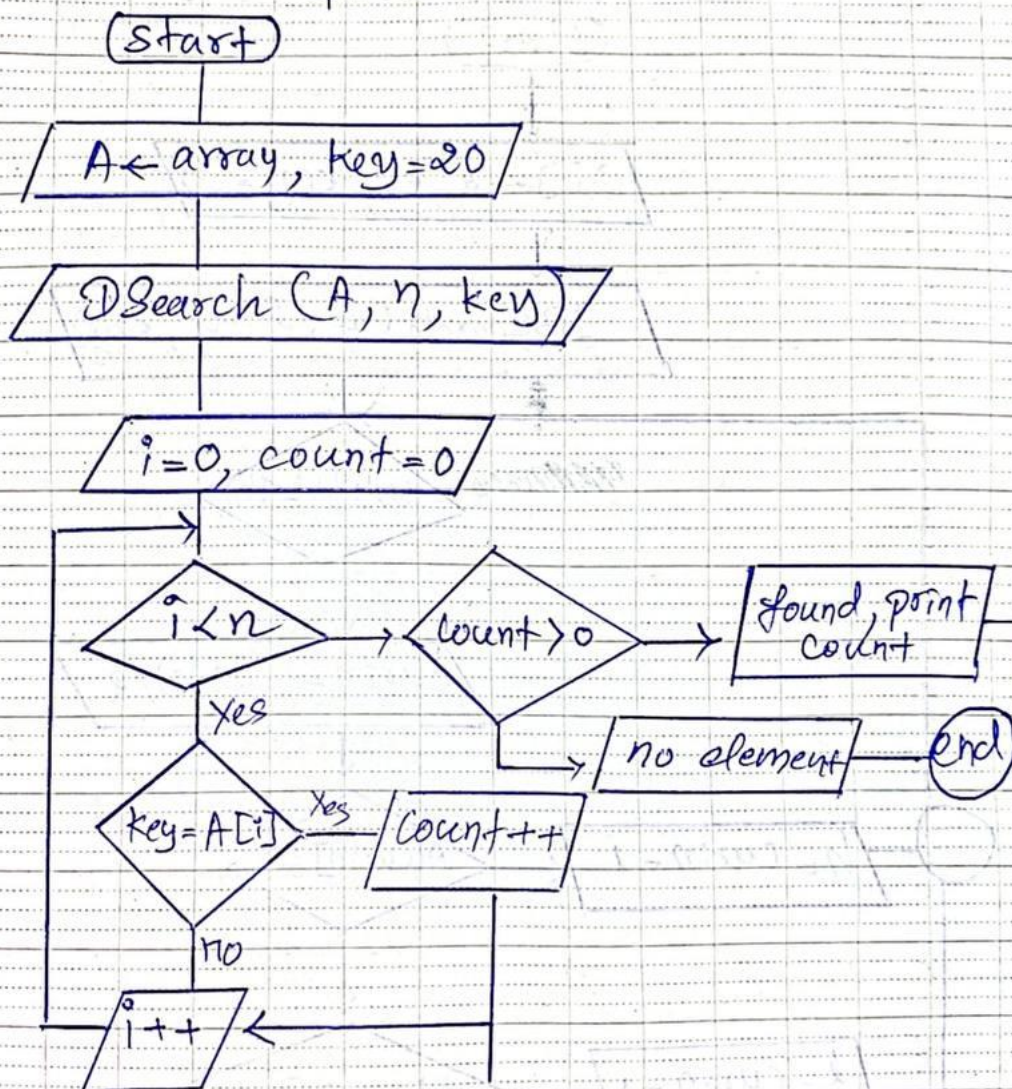 Start
A ← array, key=20
DSearch (A, n, key)
i=0, count=0
i<n
count>0
found, print
count
Yes
no element
end
key=A[i]
Yes
count++
no
i++